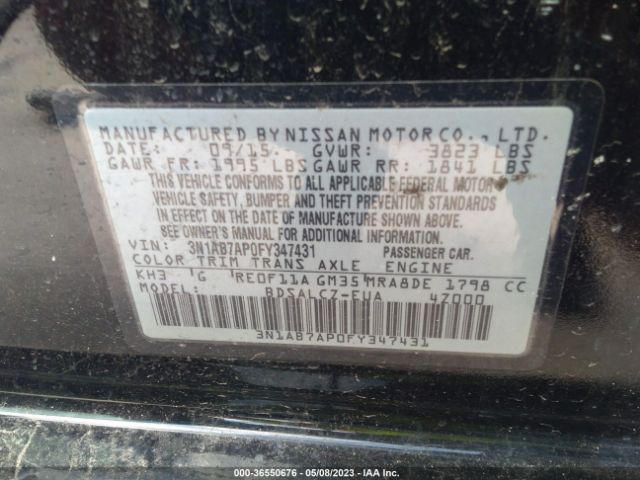 MANUFACTURED BY NISSAN MOTOR CO., LTD.
DATE: 09/15 GVWR: 3823 LBS
GAWR FR: 1995 LBS GAWR RR: 1841 LBS
THIS VEHICLE CONFORMS TO ALL APPLICABLE FEDERAL MOTOR
VEHICLE SAFETY, BUMPER AND THEFT PREVENTION STANDARDS
IN EFFECT ON THE DATE OF MANUFACTURE SHOWN ABOVE.
SEE OWNER'S MANUAL FOR ADDITIONAL INFORMATION.
VIN: 3N1AB7AP0FY347431 PASSENGER CAR.
COLOR TRIM TRANS AXLE ENGINE
KH3 G RE0F11A GM35 MRA8DE 1798 CC
BDSALCZ-EUA 4Z000
3N1AB7AP0FY347431
000-36550676 - 05/08/2023 - IAA Inc.